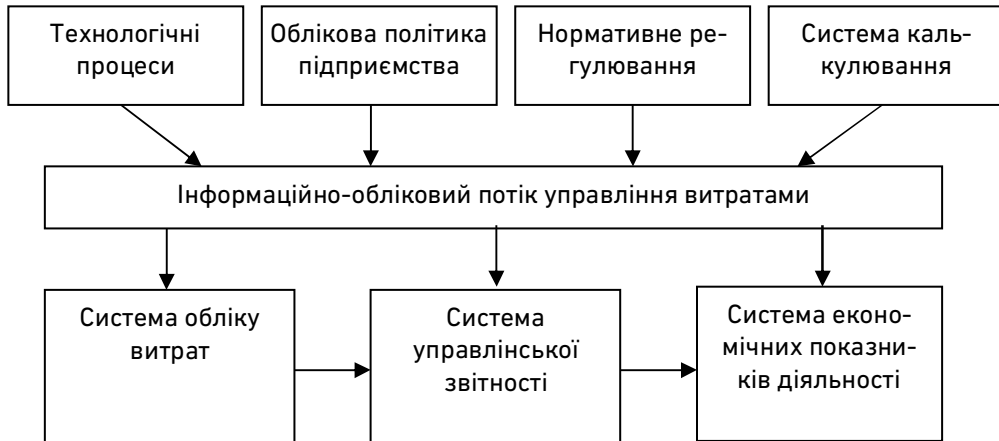 Технологічні
процеси
Облікова політика
підприємства
Нормативне ре-
гулювання
Система каль-
кулювання
Інформаційно-обліковий потік управління витратами
Система обліку
витрат
Система
управлінської
звітності
Система еконо-
мічних показни-
ків діяльності